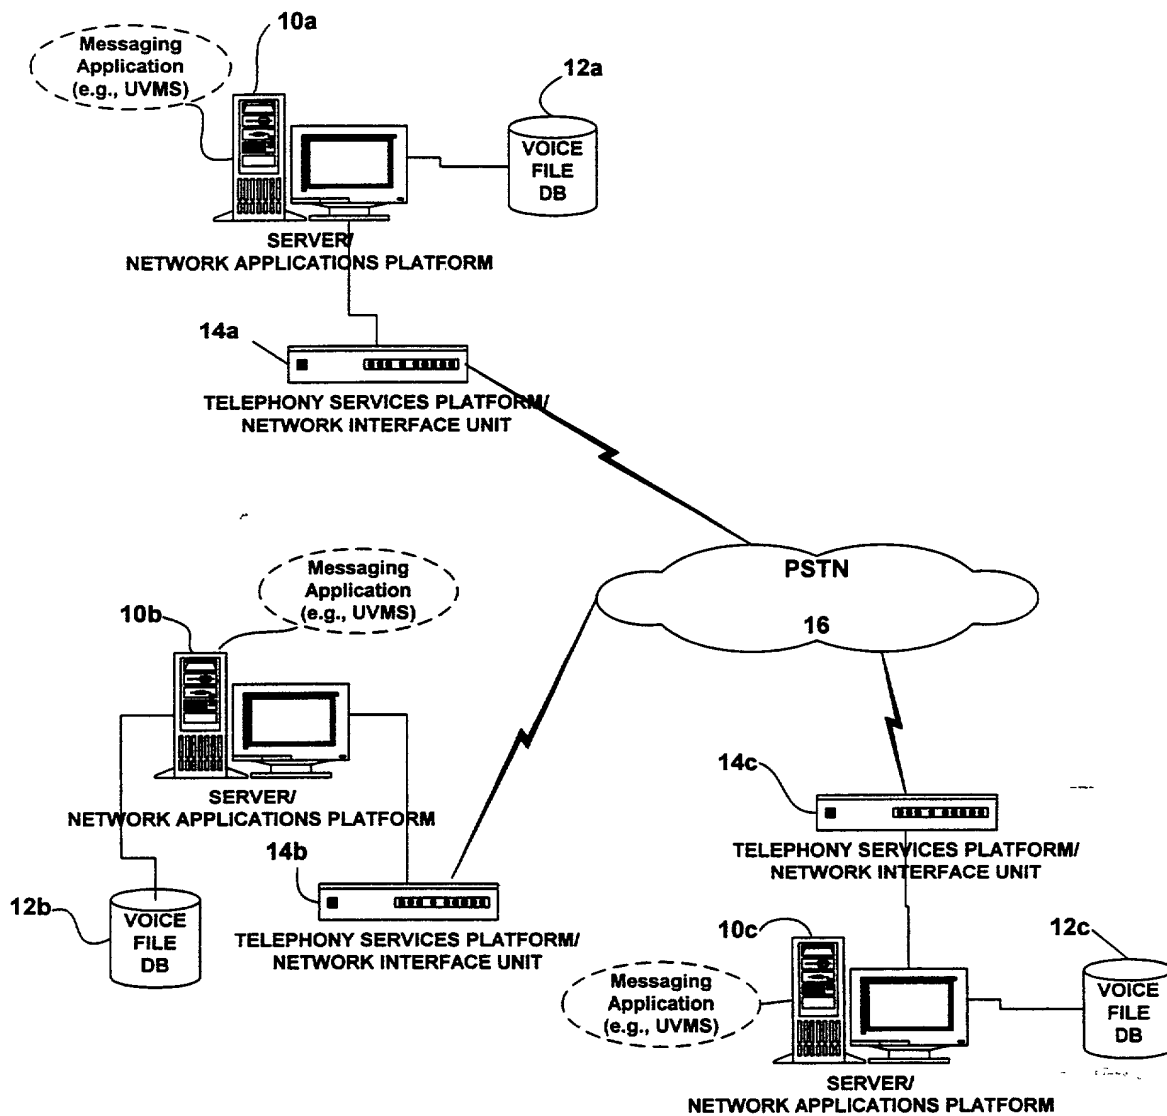 10a
Messaging
Application
(e.g., UVMS)
12a
VOICE
FILE
DB
SERVER/
NETWORK APPLICATIONS PLATFORM
14a
TELEPHONY SERVICES PLATFORM/
NETWORK INTERFACE UNIT
PSTN
16
Messaging
Application
(e.g., UVMS)
10b
SERVER/
NETWORK APPLICATIONS PLATFORM
14b
12b
VOICE
FILE
DB
TELEPHONY SERVICES PLATFORM/
NETWORK INTERFACE UNIT
14c
TELEPHONY SERVICES PLATFORM/
NETWORK INTERFACE UNIT
10c
12c
Messaging
Application
(e.g., UVMS)
VOICE
FILE
DB
SERVER/
NETWORK APPLICATIONS PLATFORM